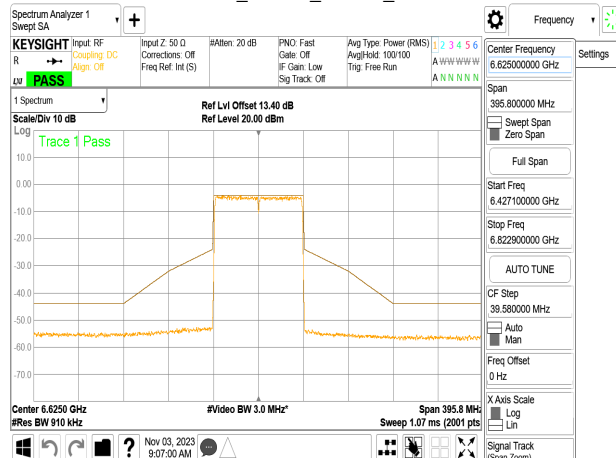 Spectrum Analyzer 1
Swept SA
Frequency
KEYSIGHT
R
LXI
PASS
Input: RF
Coupling: DC
Align: Off
Input Z: 50 Ω
Corrections: Off
Freq Ref: Int (S)
#Atten: 20 dB
PNO: Fast
Gate: Off
IF Gain: Low
Sig Track: Off
Avg Type: Power (RMS)
Avg|Hold: 100/100
Trig: Free Run
1 2 3 4 5 6
A W W W W W
A N N N N N
1 Spectrum
Scale/Div 10 dB
Ref Lvl Offset 13.40 dB
Ref Level 20.00 dBm
Log
Trace 1 Pass
10.0
0.00
-10.0
-20.0
-30.0
-40.0
-50.0
-60.0
-70.0
Center 6.6250 GHz
#Res BW 910 kHz
#Video BW 3.0 MHz*
Span 395.8 MHz
Sweep 1.07 ms (2001 pts
Nov 03, 2023
9:07:00 AM
Center Frequency
6.625000000 GHz
Span
395.800000 MHz
Swept Span
Zero Span
Full Span
Start Freq
6.427100000 GHz
Stop Freq
6.822900000 GHz
AUTO TUNE
CF Step
39.580000 MHz
Auto
Man
Freq Offset
0 Hz
X Axis Scale
Log
Lin
Signal Track
(Span Zoom)
Settings